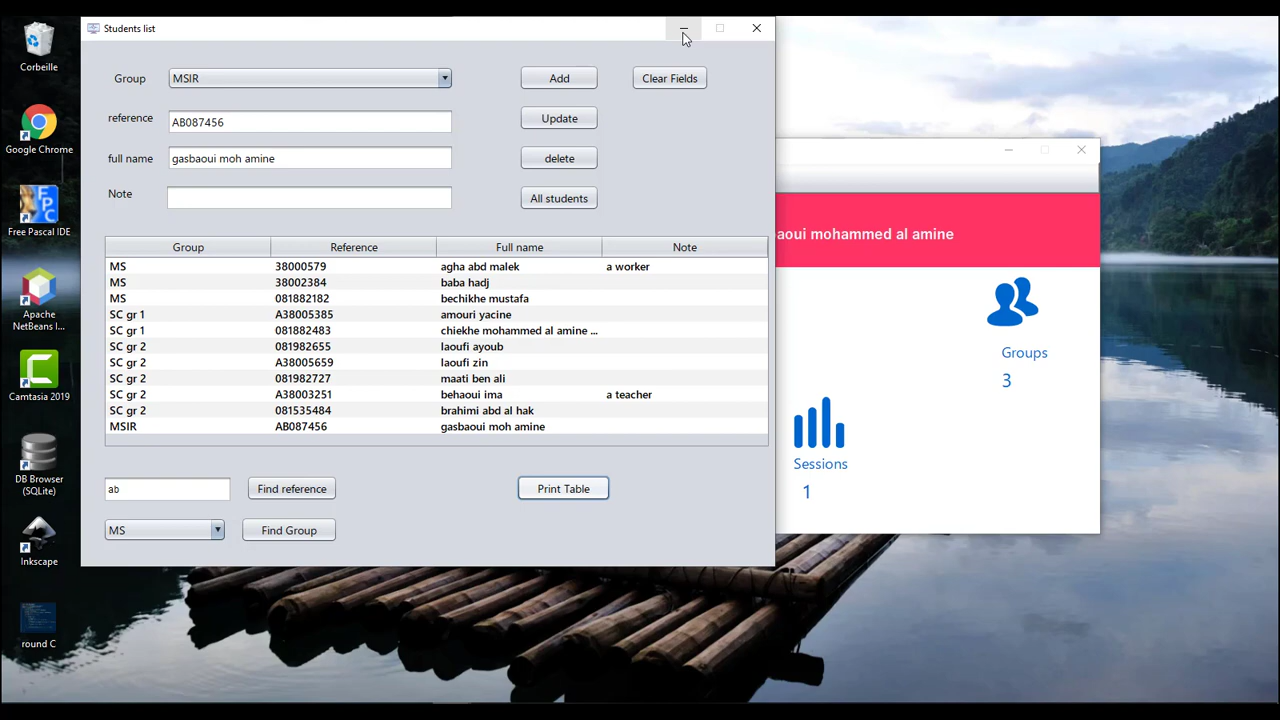 Students list
Corbeille
Google Chrome
Free Pascal IDE
Apache
NetBeans I...
Camtasia 2019
DB Browser
(SQLite)
Inkscape
round C
Group MSIR Add Clear Fields
reference AB087456 Update
full name gasbaoui moh amine delete
Note All students
Group Reference Full name Note
MS 38000579 agha abd malek a worker
MS 38002384 baba hadj
MS 081882182 bechikhe mustafa
SC gr 1 A38005385 amouri yacine
SC gr 1 081882483 chiekhe mohammed al amine ...
SC gr 2 081982655 laoufi ayoub
SC gr 2 A38005659 laoufi zin
SC gr 2 081982727 maati ben ali
SC gr 2 A38003251 behaoui ima a teacher
SC gr 2 081535484 brahimi abd al hak
MSIR AB087456 gasbaoui moh amine
ab Find reference Print Table
MS Find Group
aoui mohammed al amine
Groups
3
Sessions
1